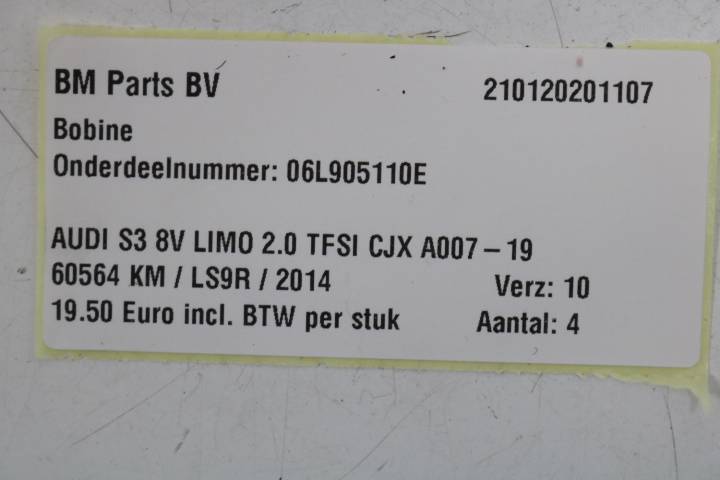 BM Parts BV 210120201107
Bobine
Onderdeelnummer: 06L905110E
AUDI S3 8V LIMO 2.0 TFSI CJX A007-19
60564 KM / LS9R / 2014 Verz: 10
19.50 Euro incl. BTW per stuk Aantal: 4